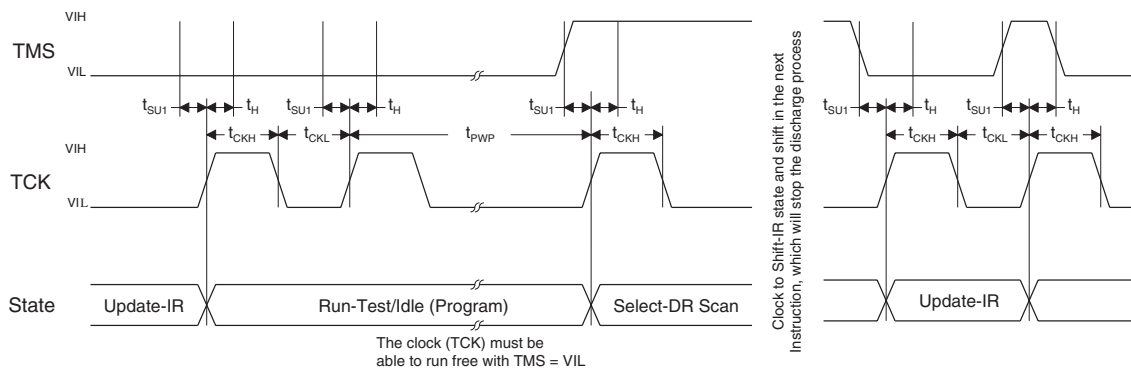 VIH
TMS
VIL
tSU1 tH tSU1 tH tSU1 tH tSU1 tH tSU1 tH
tCKH tCKL tPWP tCKH tCKH tCKL tCKH
VIH
TCK
VIL
State
Update-IR
Run-Test/Idle (Program)
Select-DR Scan
Update-IR
The clock (TCK) must be
able to run free with TMS = VIL
Clock to Shift-IR state and shift in the next
Instruction, which will stop the discharge process